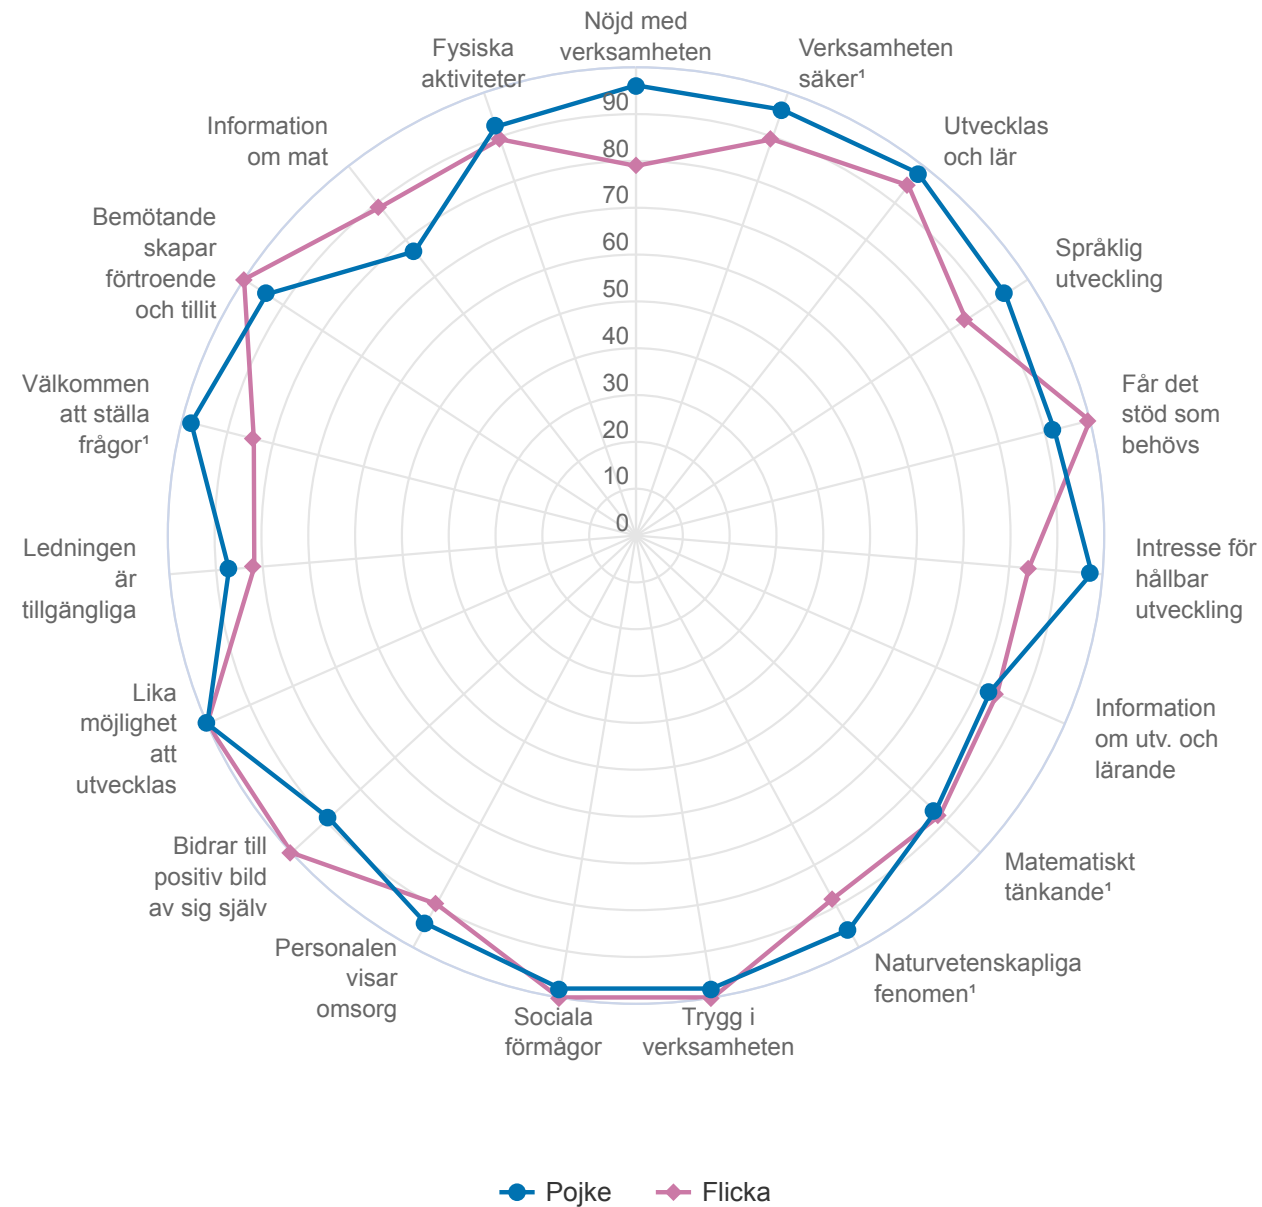 Nöjd med
verksamheten
Verksamheten
säker¹
Utvecklas
och lär
Språklig
utveckling
Får det
stöd som
behövs
Intresse för
hållbar
utveckling
Information
om utv. och
lärande
Matematiskt
tänkande¹
Naturvetenskapliga
fenomen¹
Trygg i
verksamheten
Sociala
förmågor
Personalen
visar
omsorg
Bidrar till
positiv bild
av sig själv
Lika
möjlighet
att
utvecklas
Ledningen
är
tillgängliga
Välkommen
att ställa
frågor¹
Bemötande
skapar
förtroende
och tillit
Information
om mat
Fysiska
aktiviteter
90
80
70
60
50
40
30
20
10
0
Pojke
Flicka